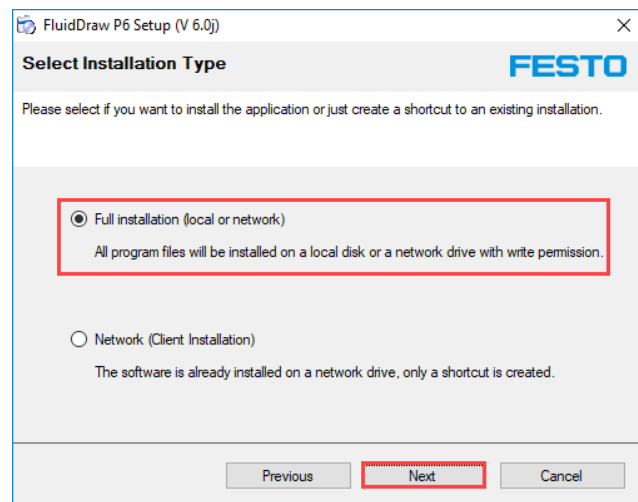 FluidDraw P6 Setup (V 6.0j)
Select Installation Type
FESTO
Please select if you want to install the application or just create a shortcut to an existing installation.
Full installation (local or network)
All program files will be installed on a local disk or a network drive with write permission.
Network (Client Installation)
The software is already installed on a network drive, only a shortcut is created.
Previous
Next
Cancel